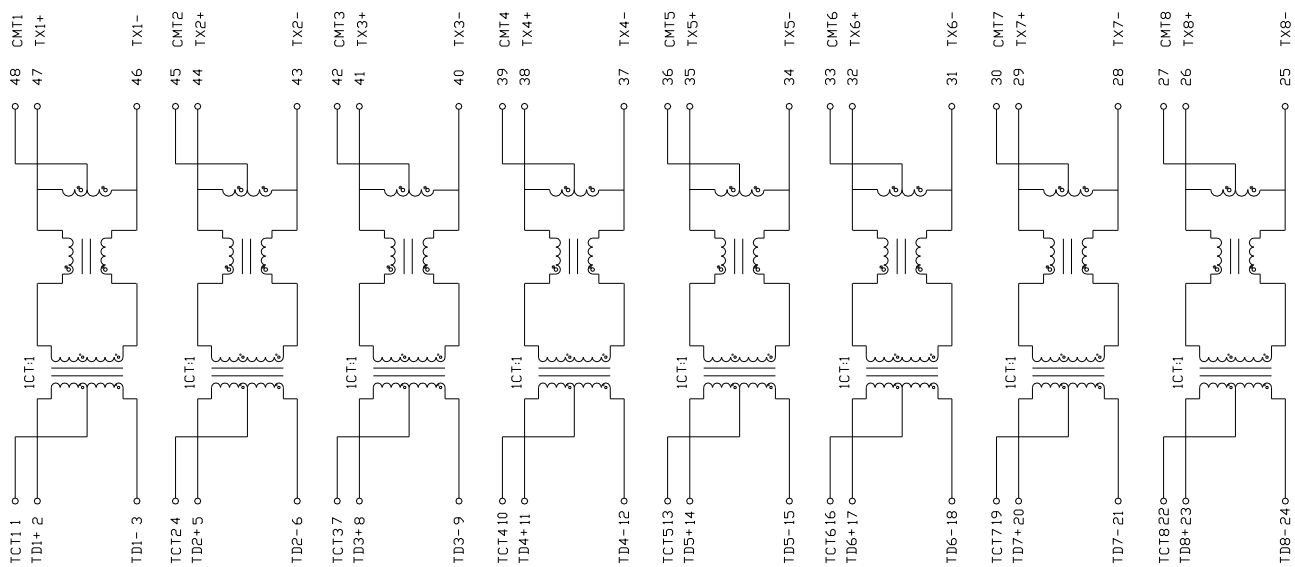 CMT1 TX1+ TX1- CMT2 TX2+ TX2- CMT3 TX3+ TX3- CMT4 TX4+ TX4- CMT5 TX5+ TX5- CMT6 TX6+ TX6- CMT7 TX7+ TX7- CMT8 TX8+ TX8-
48 47 46 45 44 43 42 41 40 39 38 37 36 35 34 33 32 31 30 29 28 27 26 25
1CT:1 1CT:1 1CT:1 1CT:1 1CT:1 1CT:1 1CT:1 1CT:1
TCT1 1 TD1+ 2 TD1- 3 TCT2 4 TD2+ 5 TD2- 6 TCT3 7 TD3+ 8 TD3- 9 TCT4 10 TD4+ 11 TD4- 12 TCT5 13 TD5+ 14 TD5- 15 TCT6 16 TD6+ 17 TD6- 18 TCT7 19 TD7+ 20 TD7- 21 TCT8 22 TD8+ 23 TD8- 24